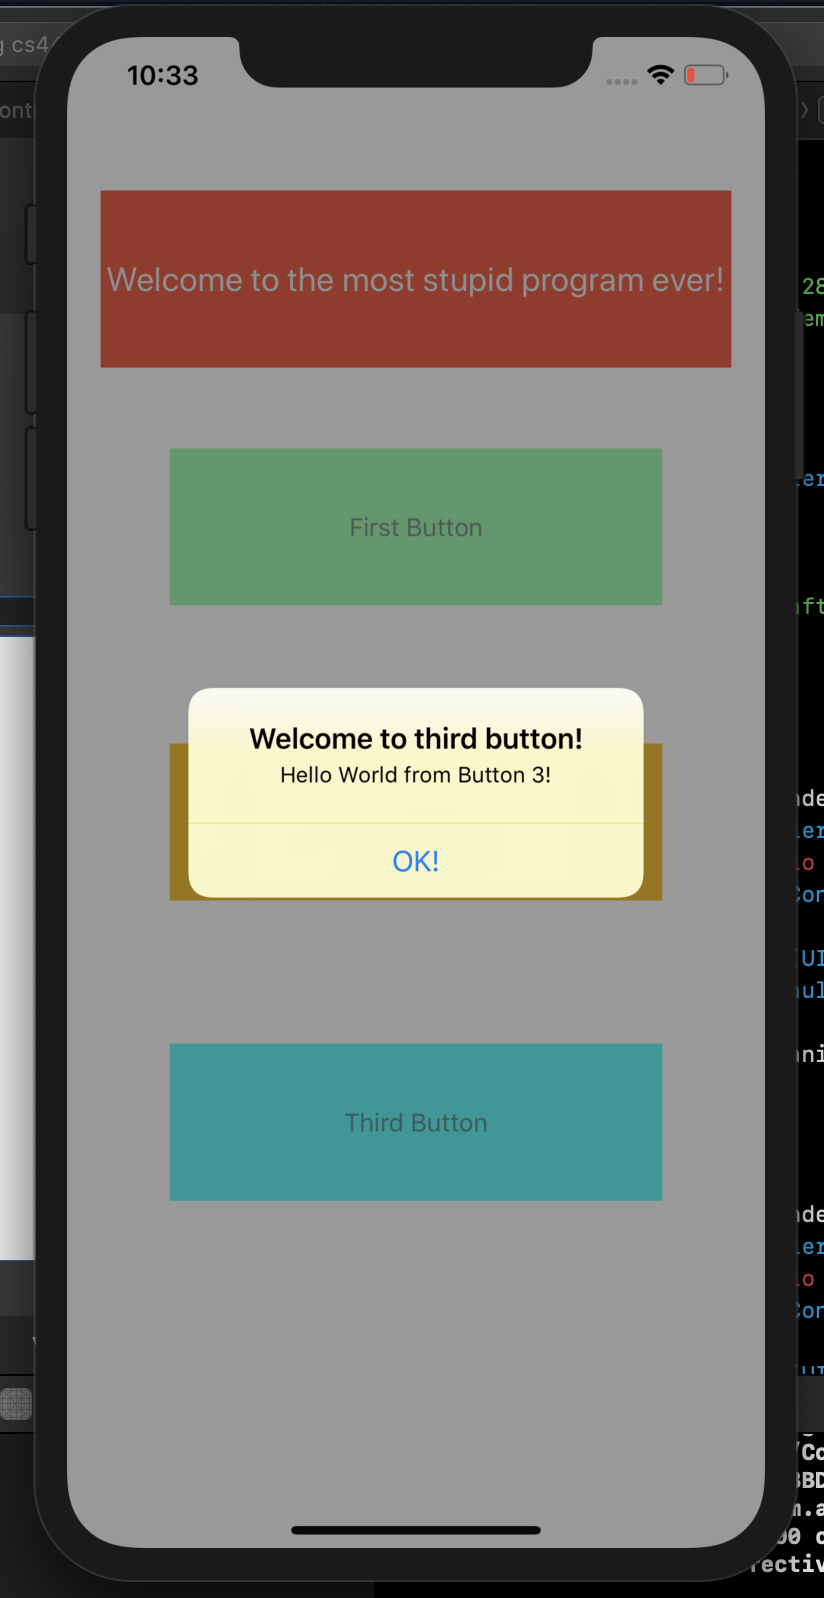 10:33
Welcome to the most stupid program ever!
First Button
Welcome to third button!
Hello World from Button 3!
OK!
Third Button